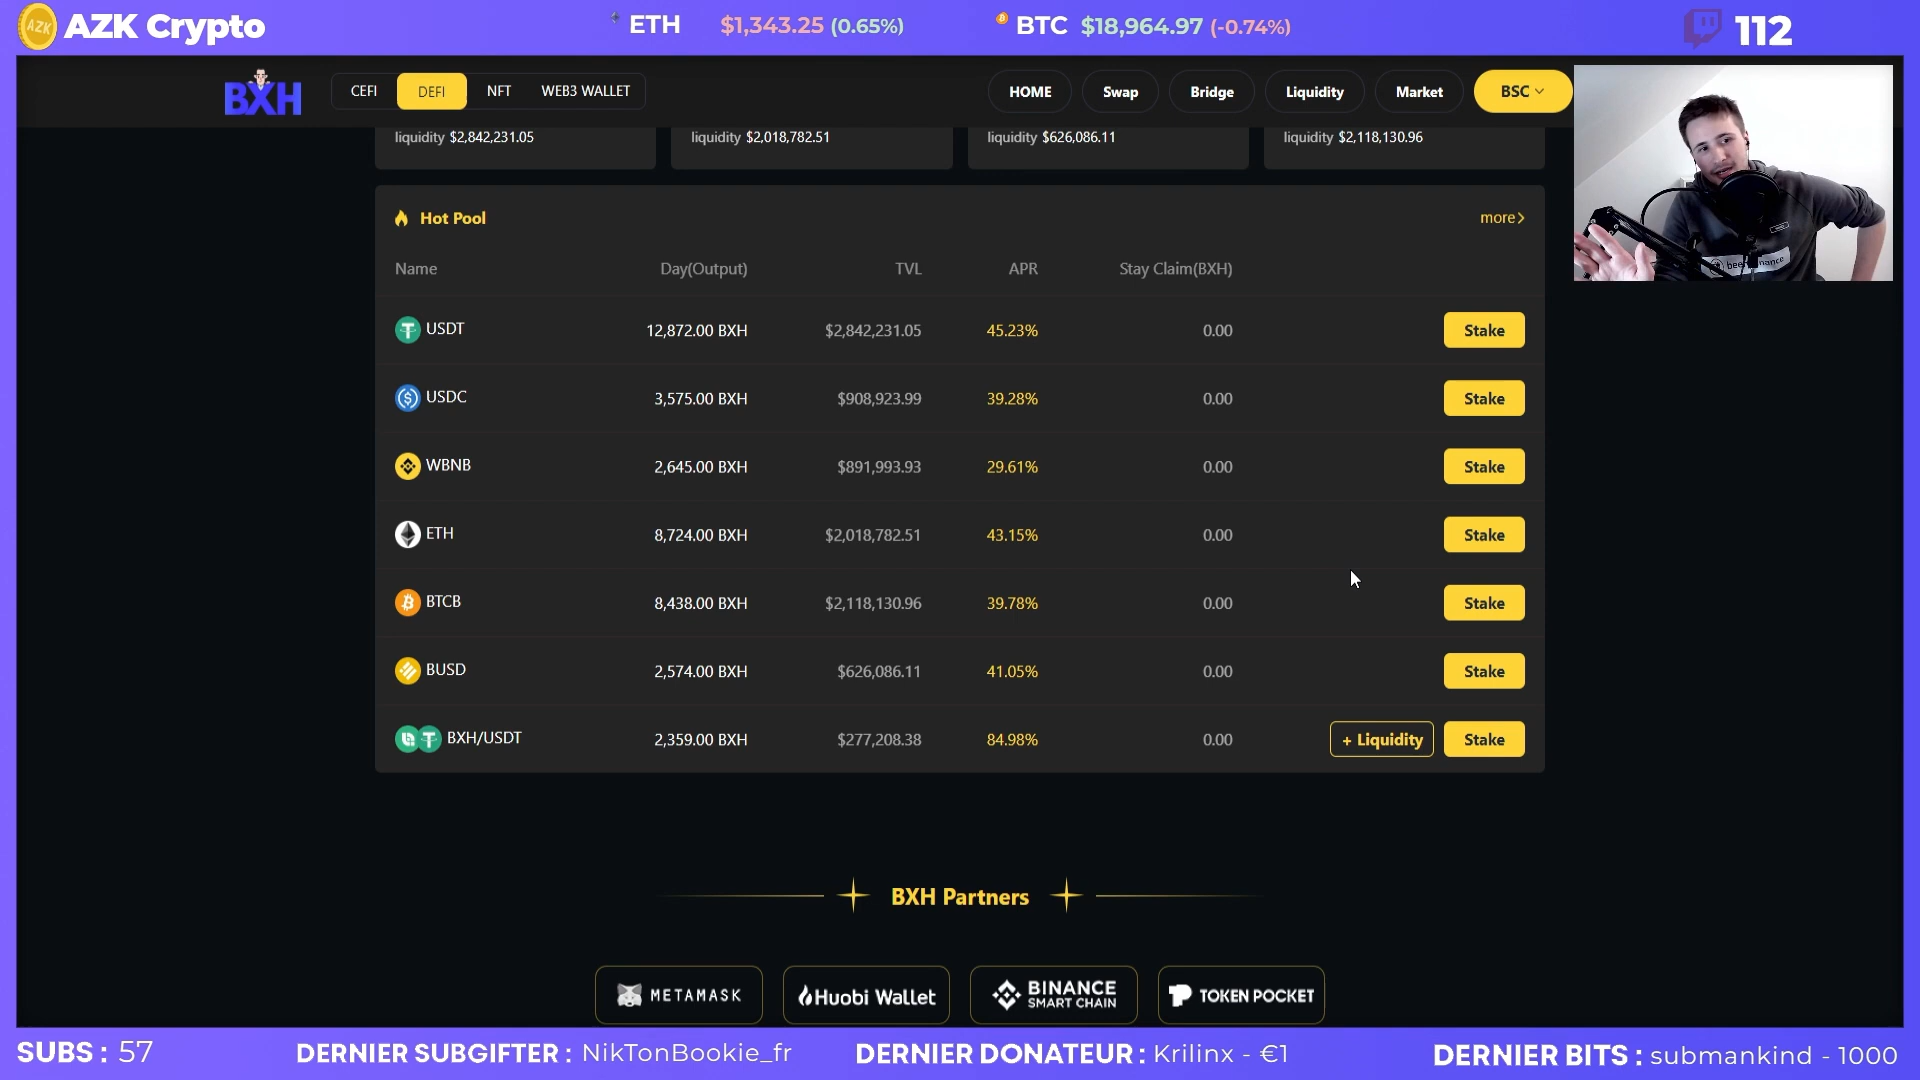 AZK Crypto
ETH $1,343.25 (0.65%)
BTC $18,964.97 (-0.74%)
112
BXH
CEFI DEFI NFT WEB3 WALLET
HOME Swap Bridge Liquidity Market BSC
liquidity $2,842,231.05
liquidity $2,018,782.51
liquidity $626,086.11
liquidity $2,118,130.96
Hot Pool more
Name Day(Output) TVL APR Stay Claim(BXH)
USDT 12,872.00 BXH $2,842,231.05 45.23% 0.00 Stake
USDC 3,575.00 BXH $908,923.99 39.28% 0.00 Stake
WBNB 2,645.00 BXH $891,993.93 29.61% 0.00 Stake
ETH 8,724.00 BXH $2,018,782.51 43.15% 0.00 Stake
BTCB 8,438.00 BXH $2,118,130.96 39.78% 0.00 Stake
BUSD 2,574.00 BXH $626,086.11 41.05% 0.00 Stake
BXH/USDT 2,359.00 BXH $277,208.38 84.98% 0.00 + Liquidity Stake
BXH Partners
METAMASK
Huobi Wallet
BINANCE
SMART CHAIN
TOKEN POCKET
SUBS : 57
DERNIER SUBGIFTER : NikTonBookie_fr
DERNIER DONATEUR : Krilinx - €1
DERNIER BITS : submankind - 1000